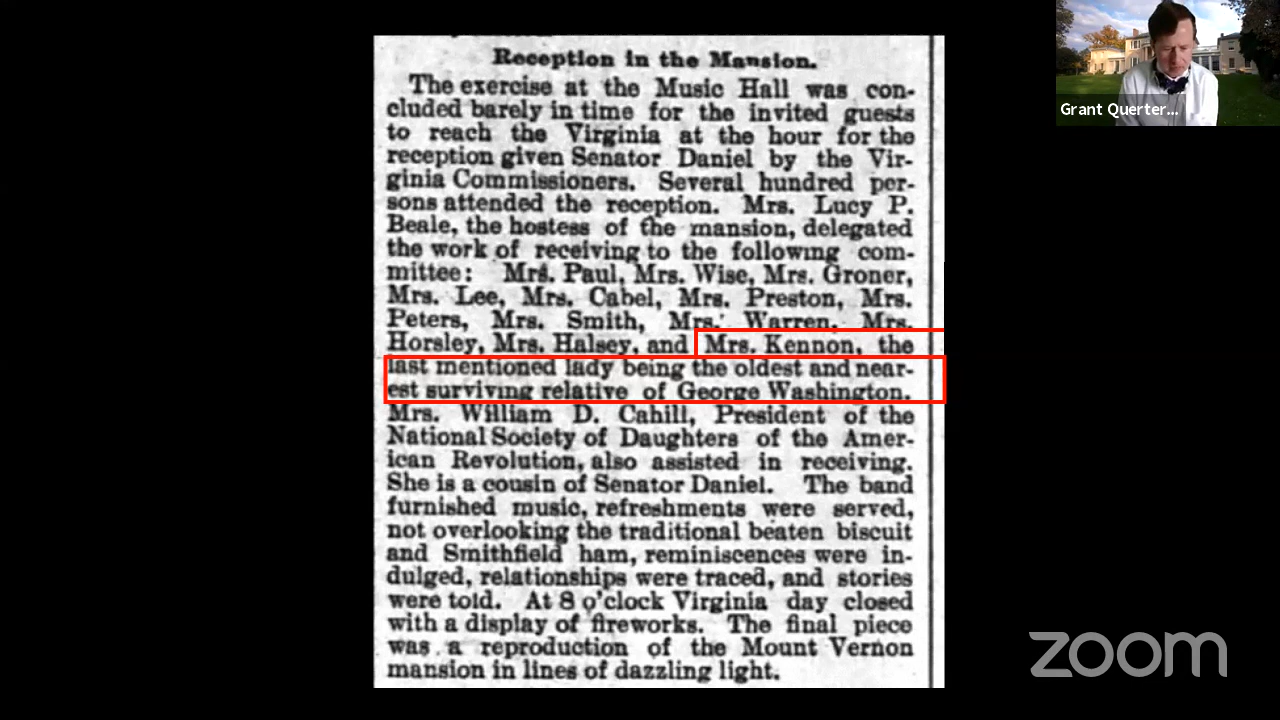 Reception in the Mansion.
The exercise at the Music Hall was con-
cluded barely in time for the invited guests
to reach the Virginia at the hour for the
reception given Senator Daniel by the Vir-
ginia Commissioners. Several hundred per-
sons attended the reception. Mrs. Lucy P.
Beale, the hostess of the mansion, delegated
the work of receiving to the following com-
mittee: Mrs. Paul, Mrs. Wise, Mrs. Groner,
Mrs. Lee, Mrs. Cabel, Mrs. Preston, Mrs.
Peters, Mrs. Smith, Mrs. Warren, Mrs.
Horsley, Mrs. Halsey, and Mrs. Kennon, the
last mentioned lady being the oldest and near-
est surviving relative of George Washington.
Mrs. William D. Cahill, President of the
National Society of Daughters of the Amer-
ican Revolution, also assisted in receiving.
She is a cousin of Senator Daniel. The band
furnished music, refreshments were served,
not overlooking the traditional beaten biscuit
and Smithfield ham, reminiscences were in-
dulged, relationships were traced, and stories
were told. At 8 o'clock Virginia day closed
with a display of fireworks. The final piece
was a reproduction of the Mount Vernon
mansion in lines of dazzling light.
Grant Querter...
zoom